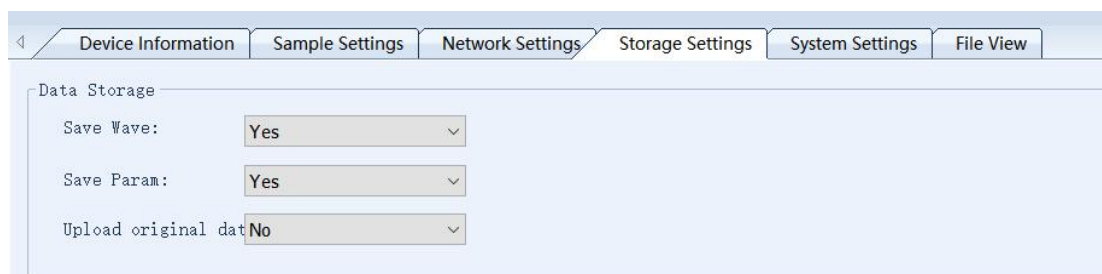 Device Information Sample Settings Network Settings Storage Settings System Settings File View
Data Storage
Save Wave: Yes
Save Param: Yes
Upload original dat No